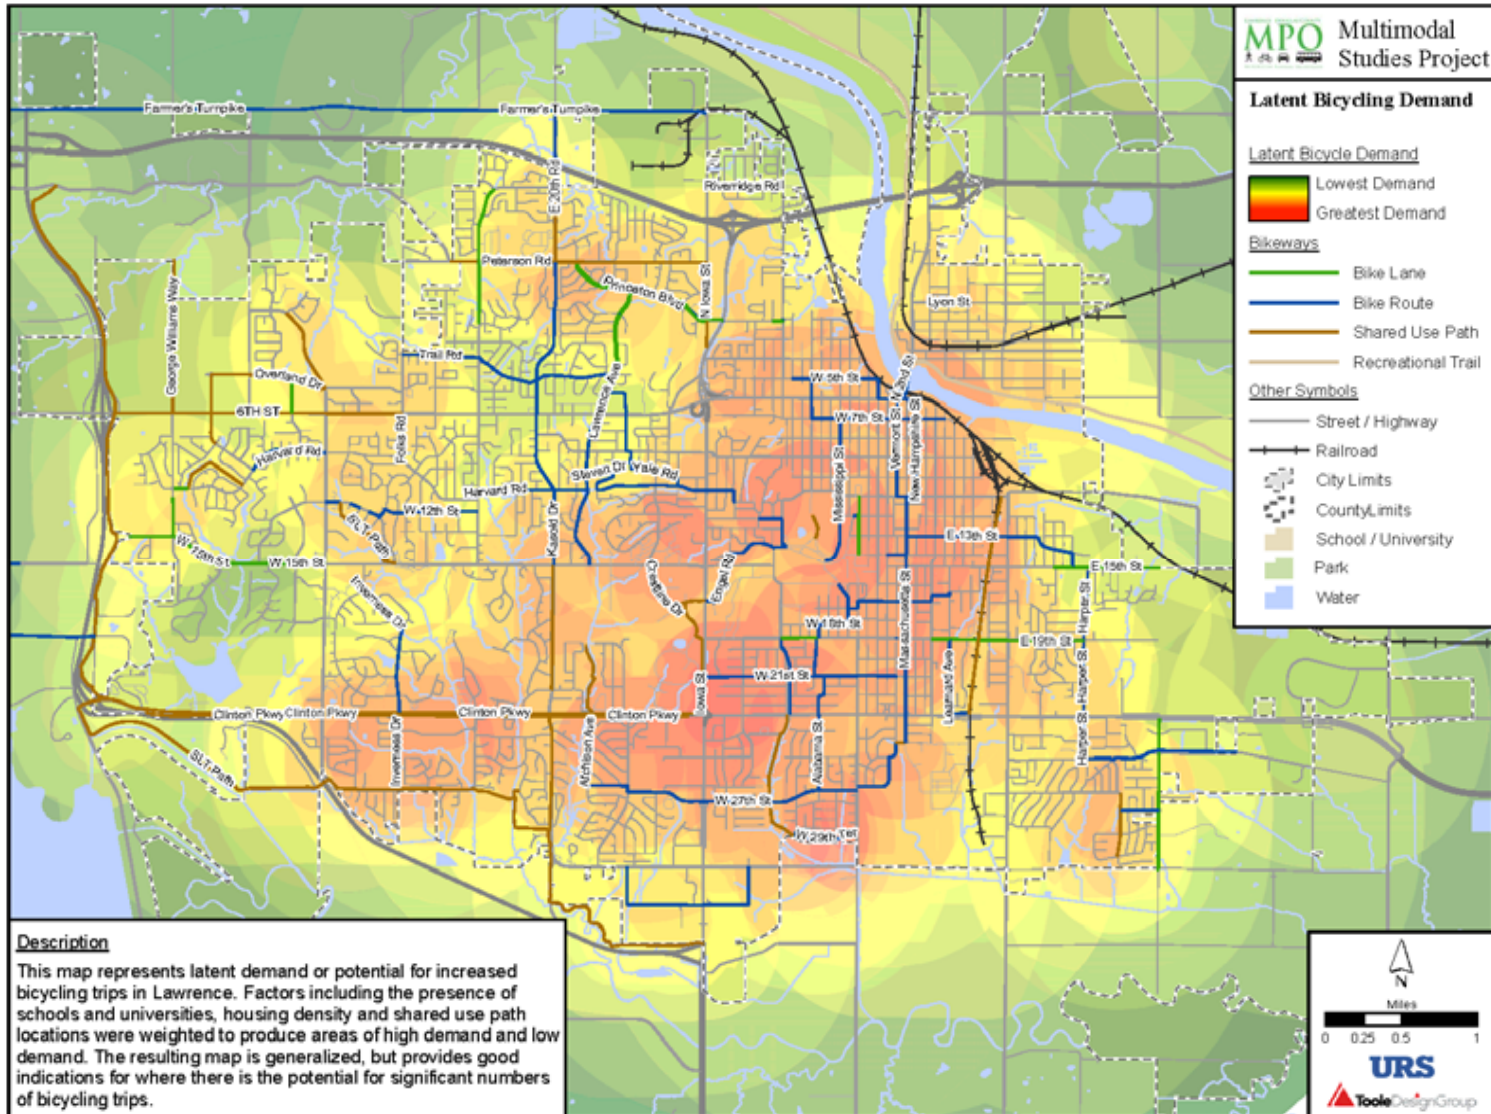 MPO
Multimodal
Studies Project
Latent Bicycling Demand
Latent Bicycle Demand
Lowest Demand
Greatest Demand
Bikeways
Bike Lane
Bike Route
Shared Use Path
Recreational Trail
Other Symbols
Street / Highway
Railroad
City Limits
CountyLimits
School / University
Park
Water
Farmer's Turnpike
Farmer's Turnpike
E 20th Rd
Riverridge Rd
Peterson Rd
Princeton Blvd
N Iowa St
Lyon St
George Williams Way
Trail Rd
Overland Dr
6TH ST
Folks Rd
Lawrence Ave
W 5th St
N 2nd St
W 7th St
Vermont St
New Hampshire St
Mississippi St
Harvard Rd
Steven Dr
Yale Rd
Harvard Rd
W 12th St
SLT Path
Kasold Dr
W 15th St
W 15th St
Crestline Dr
Engel Rd
E 13th St
E 15th St
Inverness Dr
W 18th St
Massachusetts St
Harper St
E 19th St
Learnard Ave
W 21st St
Iowa St
Clinton Pkwy
Clinton Pkwy
Clinton Pkwy
Clinton Pkwy
Inverness Dr
Atchison Ave
Alabama St
Harper St
Harper St
SLT Path
W 27th St
W 29th Ter
Description
This map represents latent demand or potential for increased
bicycling trips in Lawrence. Factors including the presence of
schools and universities, housing density and shared use path
locations were weighted to produce areas of high demand and low
demand. The resulting map is generalized, but provides good
indications for where there is the potential for significant numbers
of bicycling trips.
N
Miles
0 0.25 0.5 1
URS
TooleDesignGroup